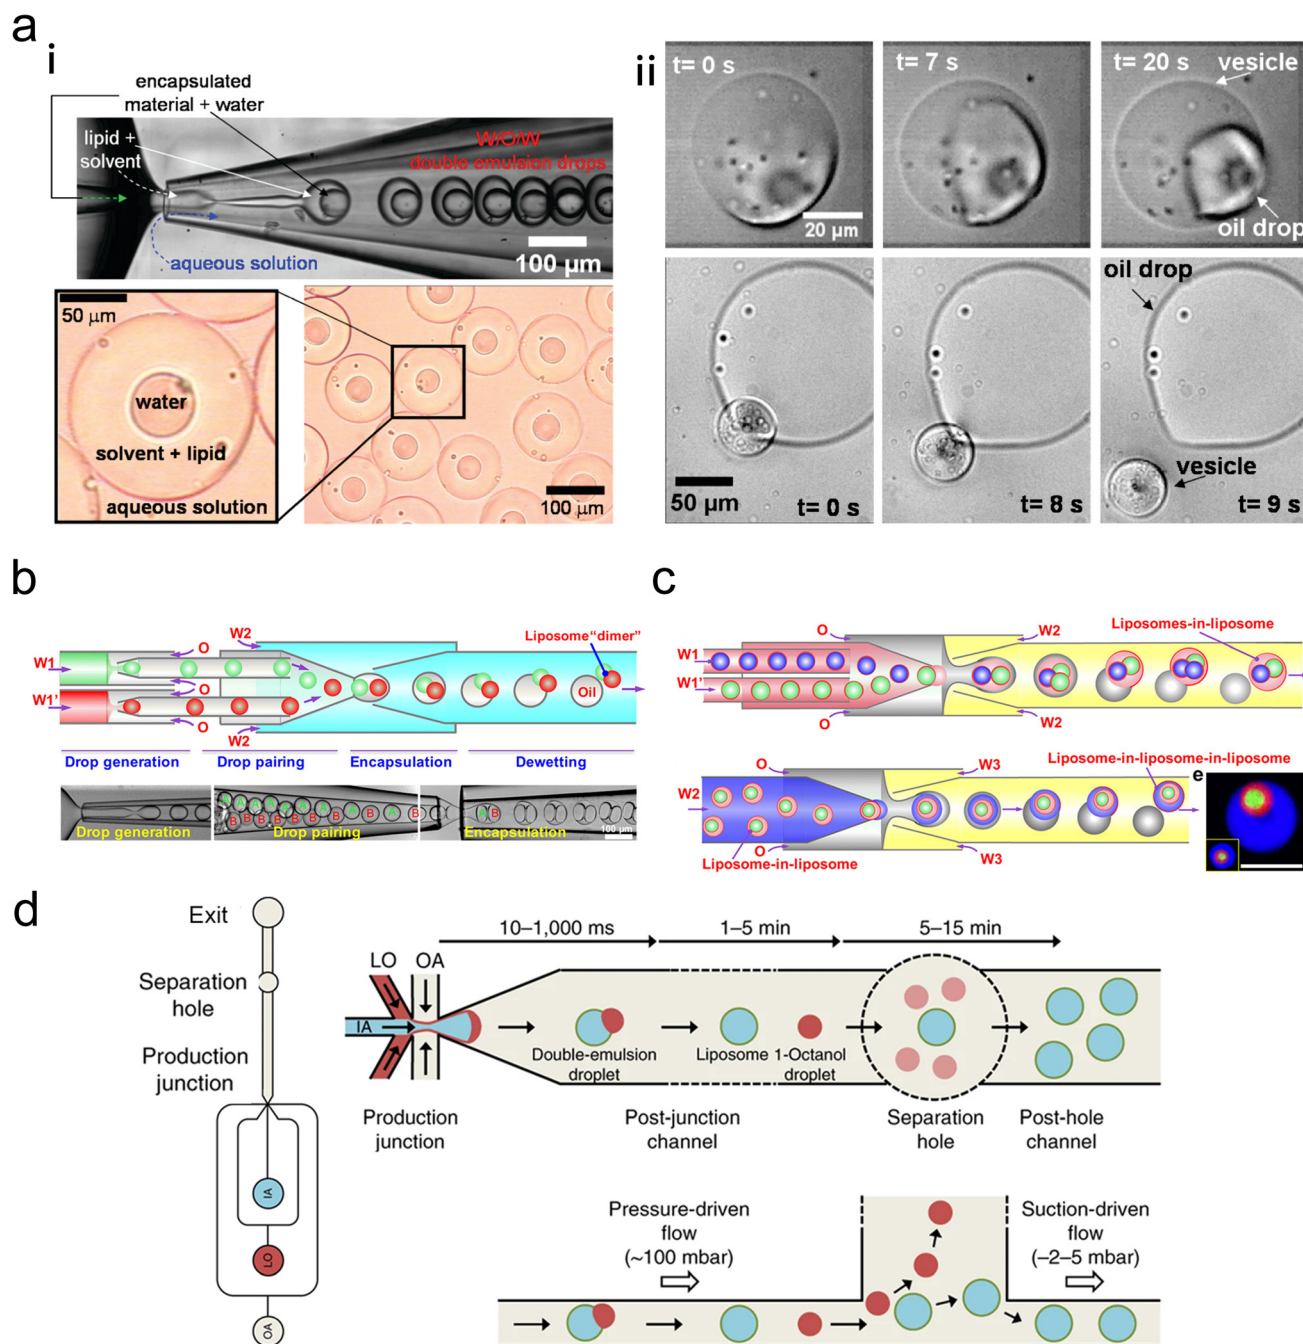 a
i
encapsulated
material + water
lipid +
solvent
W/O/W
double emulsion drops
aqueous solution
100 µm
50 µm
water
solvent + lipid
aqueous solution
100 µm
ii
t= 0 s
t= 7 s
t= 20 s
vesicle
20 µm
oil drop
oil drop
vesicle
50 µm
t= 0 s
t= 8 s
t= 9 s
b
W2
O
W1
O
W1'
O
W2
Liposome"dimer"
Oil
Drop generation
Drop pairing
Encapsulation
Dewetting
A A A A A A A A
B B B B B B B B
A B
Drop generation
Drop pairing
Encapsulation
100 µm
c
O
W2
Liposomes-in-liposome
W1
W1'
O
W2
O
W3
Liposome-in-liposome-in-liposome
e
W2
Liposome-in-liposome
O
W3
d
Exit
Separation
hole
Production
junction
IA
LO
OA
10–1,000 ms
1–5 min
5–15 min
LO
OA
IA
Double-emulsion
droplet
Liposome
1-Octanol
droplet
Production
junction
Post-junction
channel
Separation
hole
Post-hole
channel
Pressure-driven
flow
(~100 mbar)
Suction-driven
flow
(–2–5 mbar)